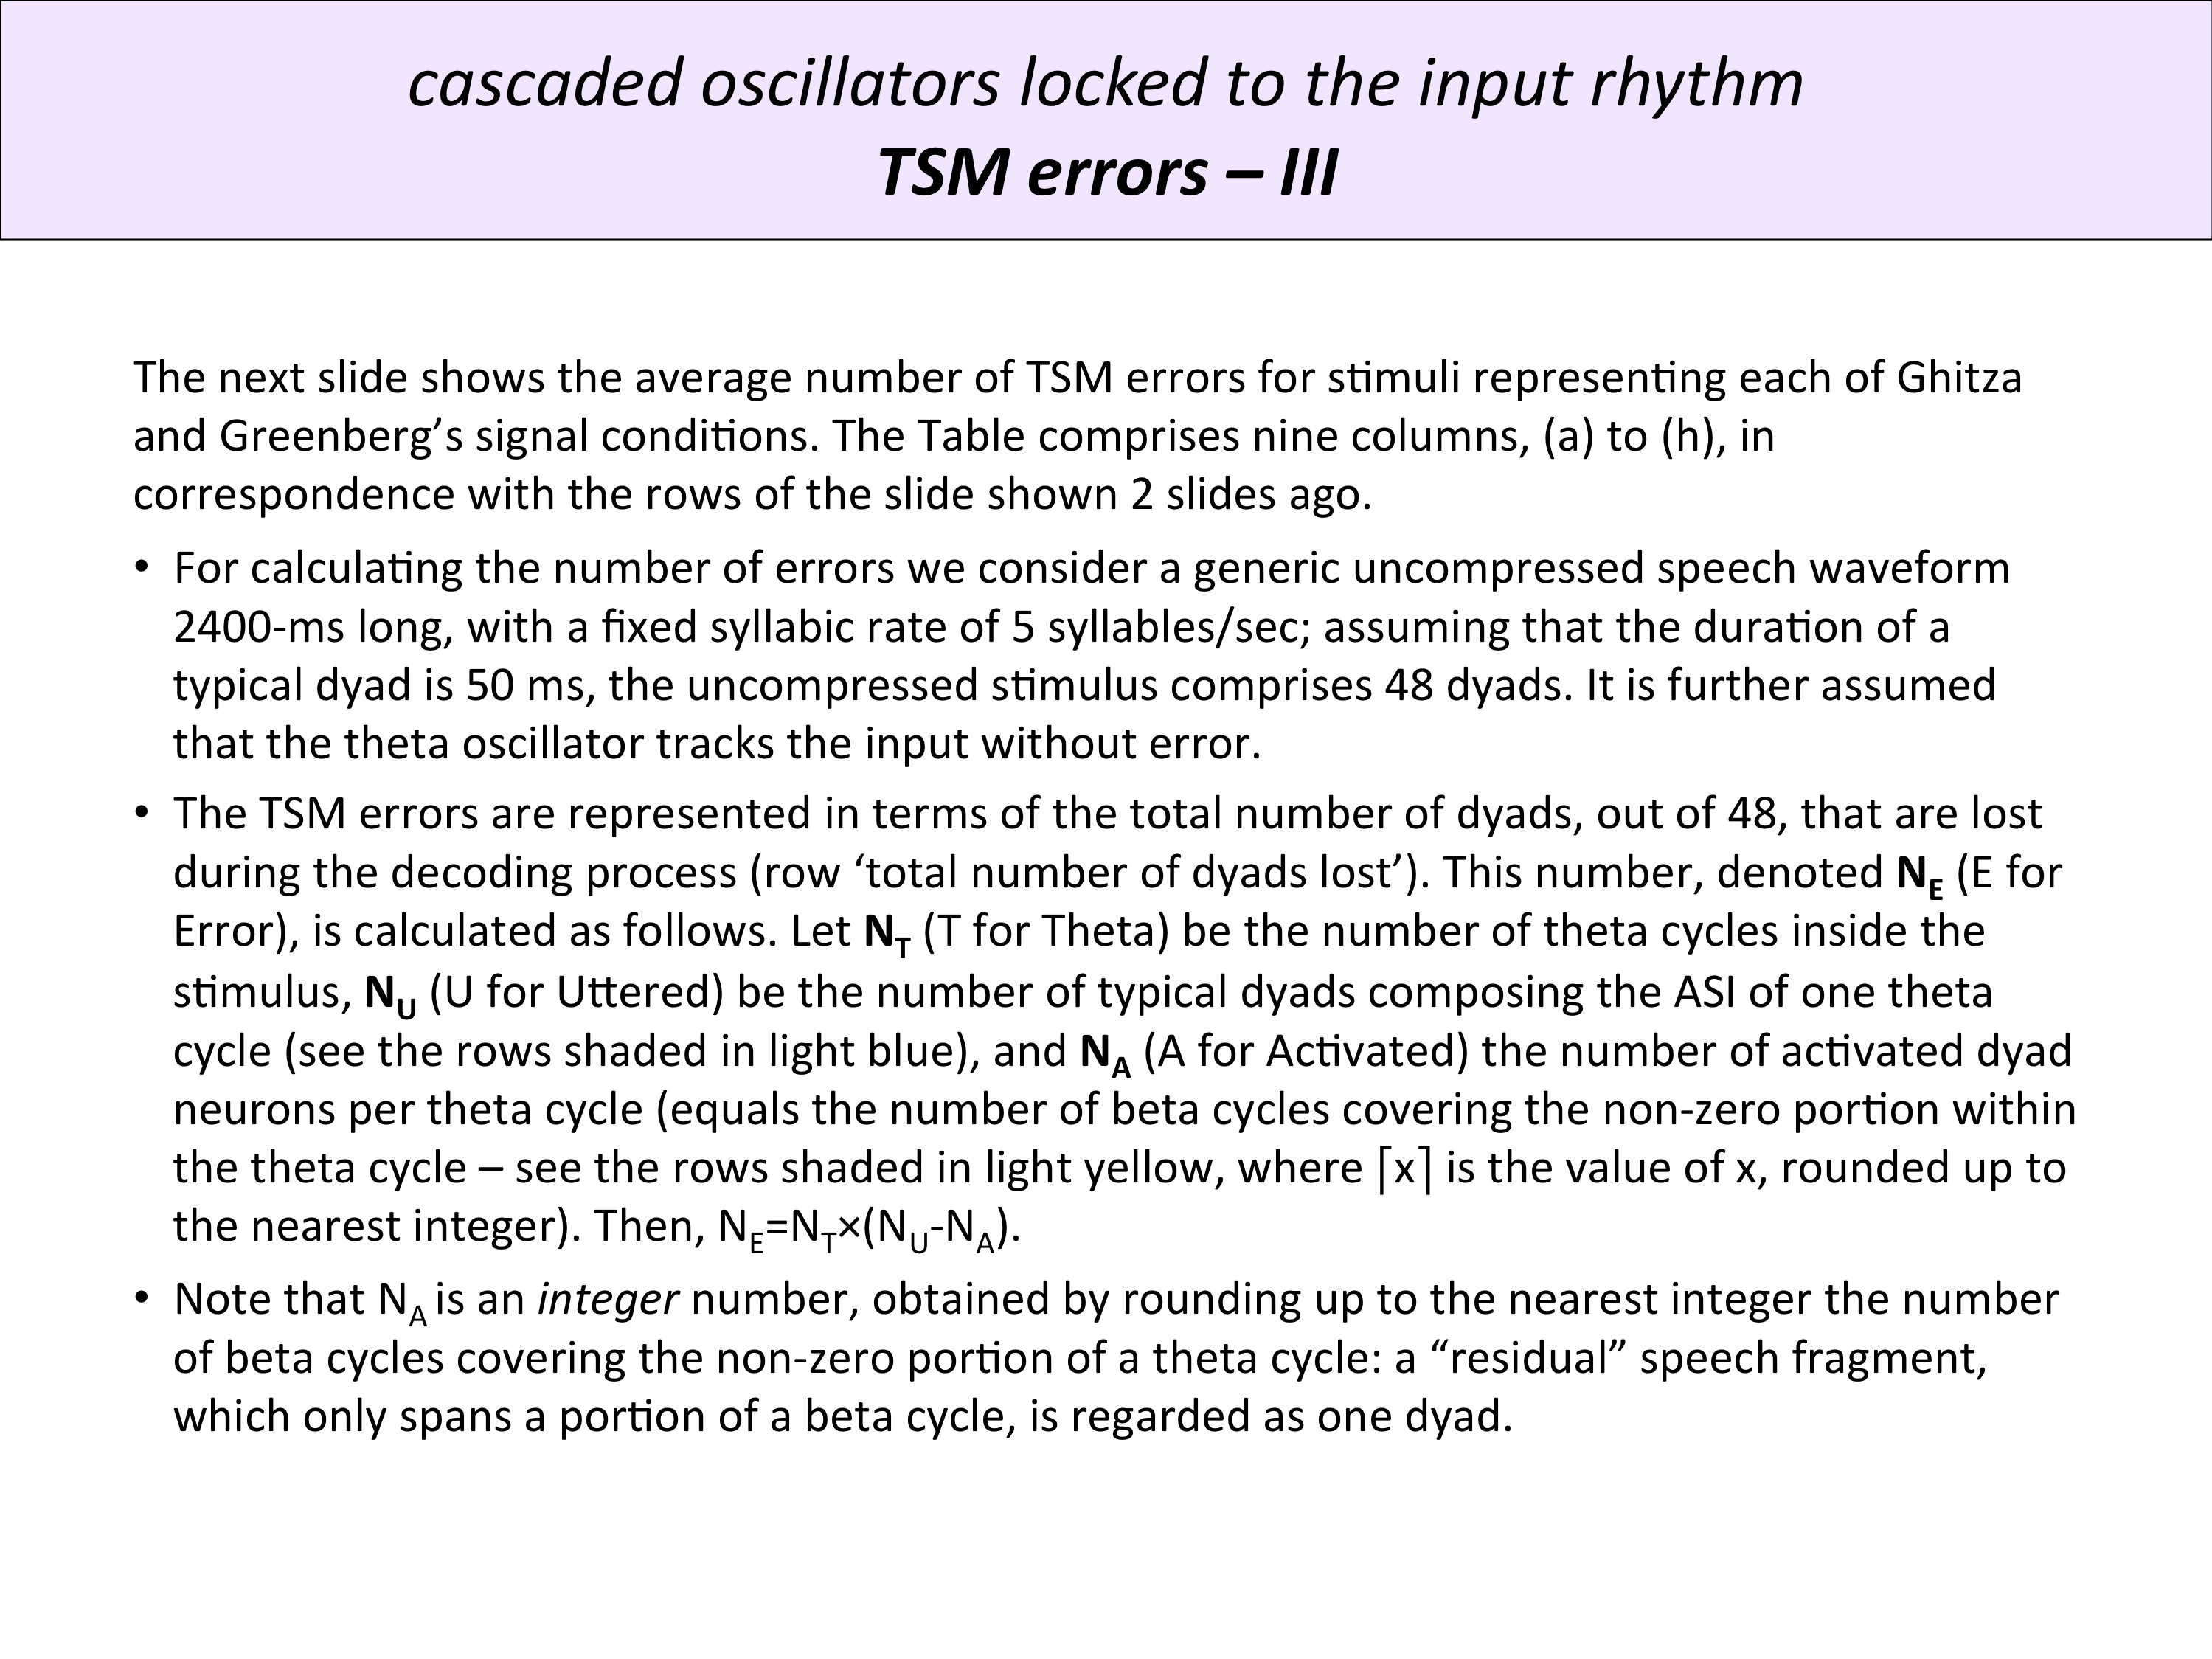 cascaded oscillators locked to the input rhythm
TSM errors – III
The next slide shows the average number of TSM errors for stimuli representing each of Ghitza
and Greenberg’s signal conditions. The Table comprises nine columns, (a) to (h), in
correspondence with the rows of the slide shown 2 slides ago.
• For calculating the number of errors we consider a generic uncompressed speech waveform
2400-ms long, with a fixed syllabic rate of 5 syllables/sec; assuming that the duration of a
typical dyad is 50 ms, the uncompressed stimulus comprises 48 dyads. It is further assumed
that the theta oscillator tracks the input without error.
• The TSM errors are represented in terms of the total number of dyads, out of 48, that are lost
during the decoding process (row ‘total number of dyads lost’). This number, denoted N_E (E for
Error), is calculated as follows. Let N_T (T for Theta) be the number of theta cycles inside the
stimulus, N_U (U for Uttered) be the number of typical dyads composing the ASI of one theta
cycle (see the rows shaded in light blue), and N_A (A for Activated) the number of activated dyad
neurons per theta cycle (equals the number of beta cycles covering the non-zero portion within
the theta cycle – see the rows shaded in light yellow, where ⌈x⌉ is the value of x, rounded up to
the nearest integer). Then, N_E=N_T×(N_U-N_A).
• Note that N_A is an integer number, obtained by rounding up to the nearest integer the number
of beta cycles covering the non-zero portion of a theta cycle: a “residual” speech fragment,
which only spans a portion of a beta cycle, is regarded as one dyad.